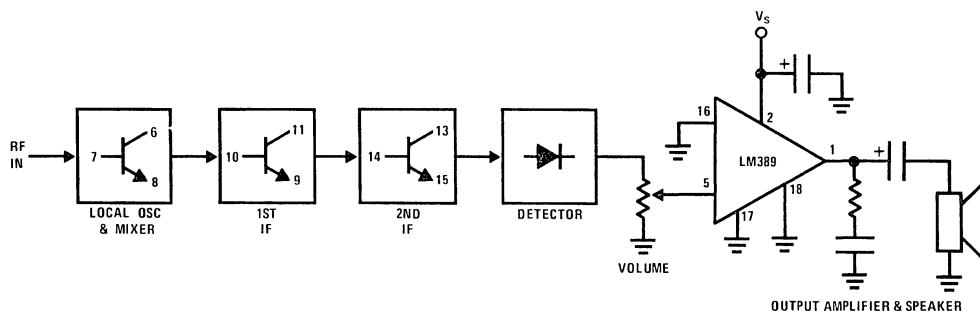 RF
IN
7
6
8
LOCAL OSC
& MIXER
10
11
9
1ST
IF
14
13
15
2ND
IF
DETECTOR
VOLUME
VS
+
16
2
LM389
1
5
18
17
+
OUTPUT AMPLIFIER & SPEAKER